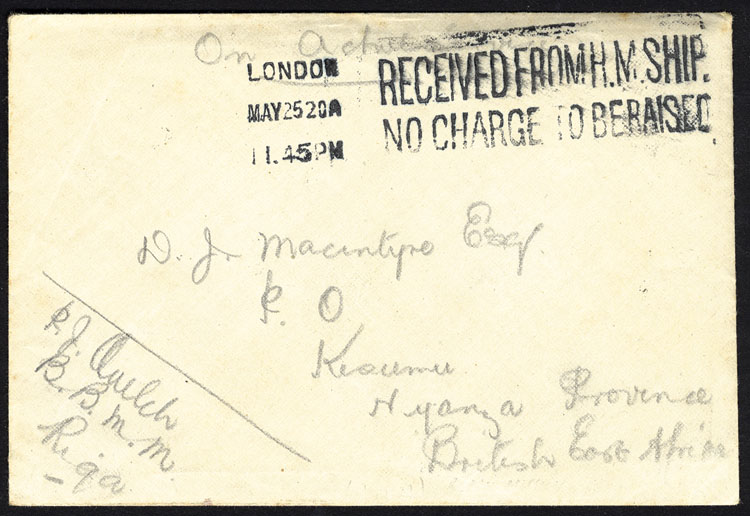 On Active
LONDON
MAY 25 20 A
11.45PM
RECEIVED FROM H.M.SHIP.
NO CHARGE TO BE RAISED.
D. J. Macintyre Esq.
P. O.
Kisumu
Nyanza Province
British East Africa
P.J.
B.B.M.M.
Riga